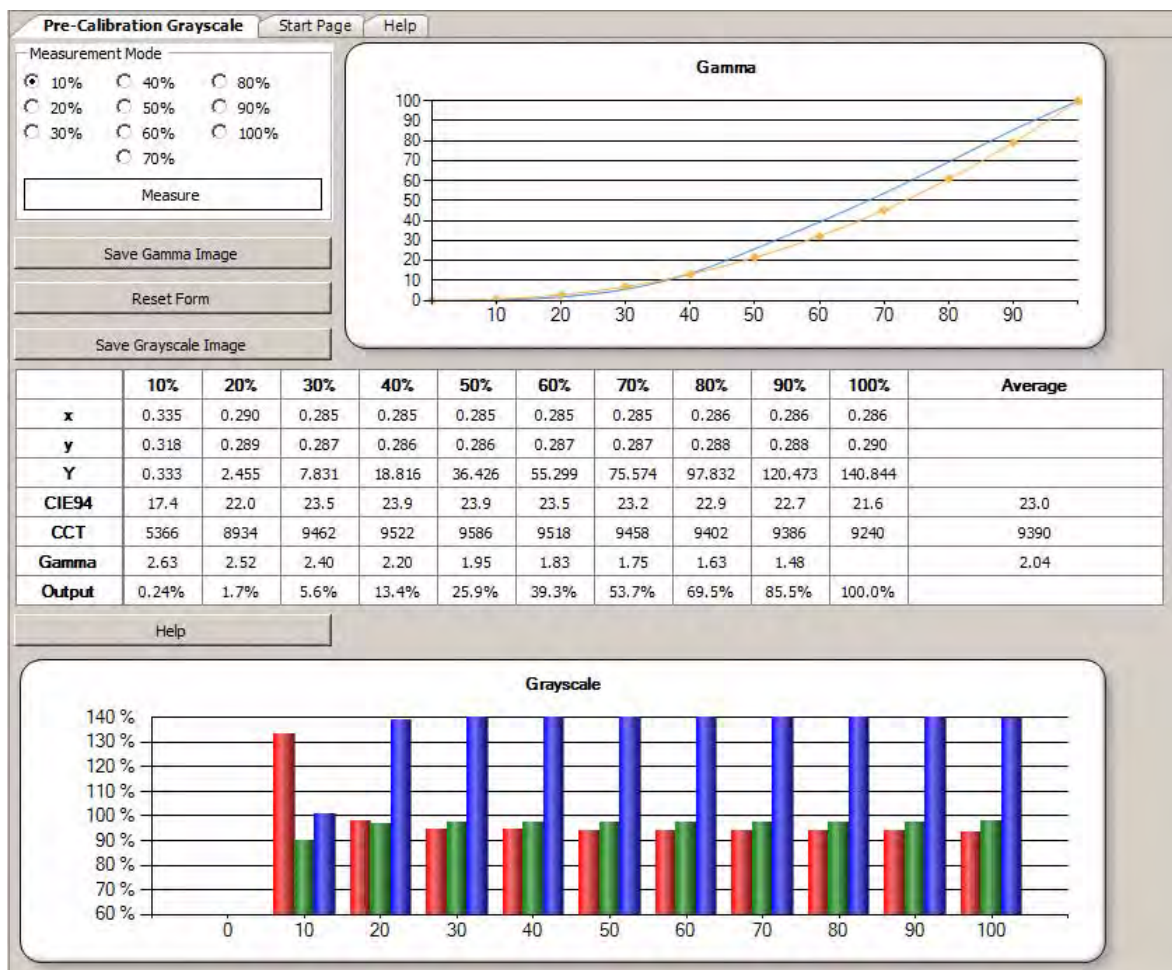 Pre-Calibration Grayscale Start Page Help
Measurement Mode
10% 40% 80%
20% 50% 90%
30% 60% 100%
70%
Measure
Save Gamma Image
Reset Form
Save Grayscale Image
Gamma
100
90
80
70
60
50
40
30
20
10
0
10 20 30 40 50 60 70 80 90
10% 20% 30% 40% 50% 60% 70% 80% 90% 100% Average
x 0.335 0.290 0.285 0.285 0.285 0.285 0.285 0.286 0.286 0.286
y 0.318 0.289 0.287 0.286 0.286 0.287 0.287 0.288 0.288 0.290
Y 0.333 2.455 7.831 18.816 36.426 55.299 75.574 97.832 120.473 140.844
CIE94 17.4 22.0 23.5 23.9 23.9 23.5 23.2 22.9 22.7 21.6 23.0
CCT 5366 8934 9462 9522 9586 9518 9458 9402 9386 9240 9390
Gamma 2.63 2.52 2.40 2.20 1.95 1.83 1.75 1.63 1.48 2.04
Output 0.24% 1.7% 5.6% 13.4% 25.9% 39.3% 53.7% 69.5% 85.5% 100.0%
Help
Grayscale
140 %
130 %
120 %
110 %
100 %
90 %
80 %
70 %
60 %
0 10 20 30 40 50 60 70 80 90 100